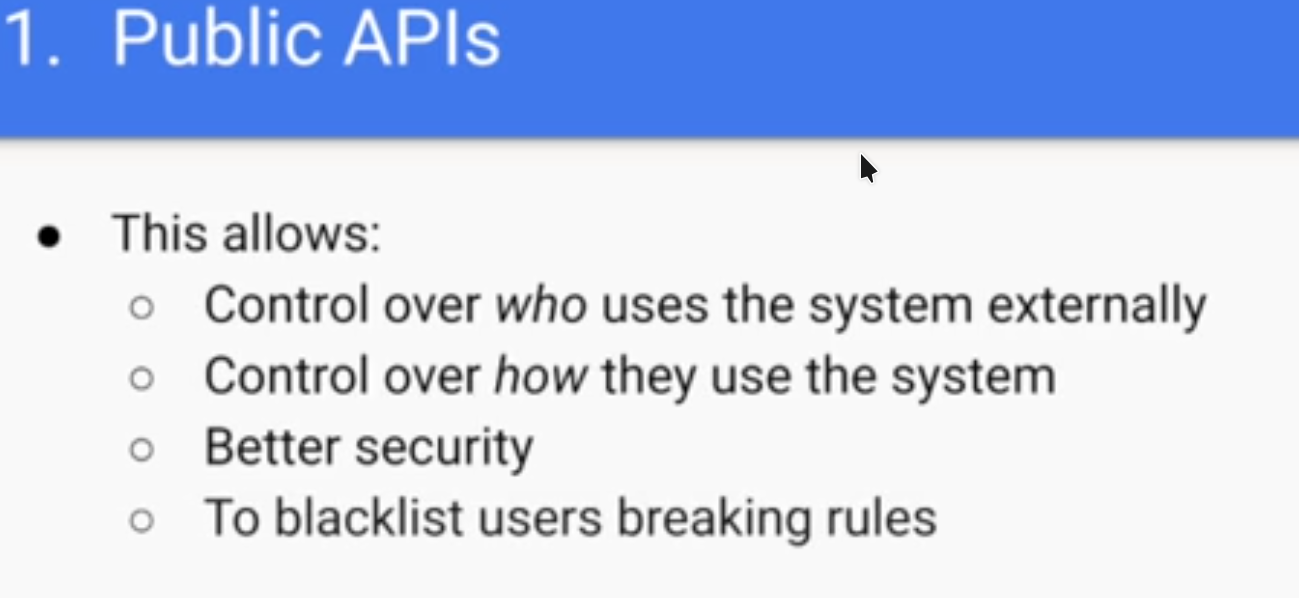 1. Public APIs
● This allows:
○ Control over who uses the system externally
○ Control over how they use the system
○ Better security
○ To blacklist users breaking rules